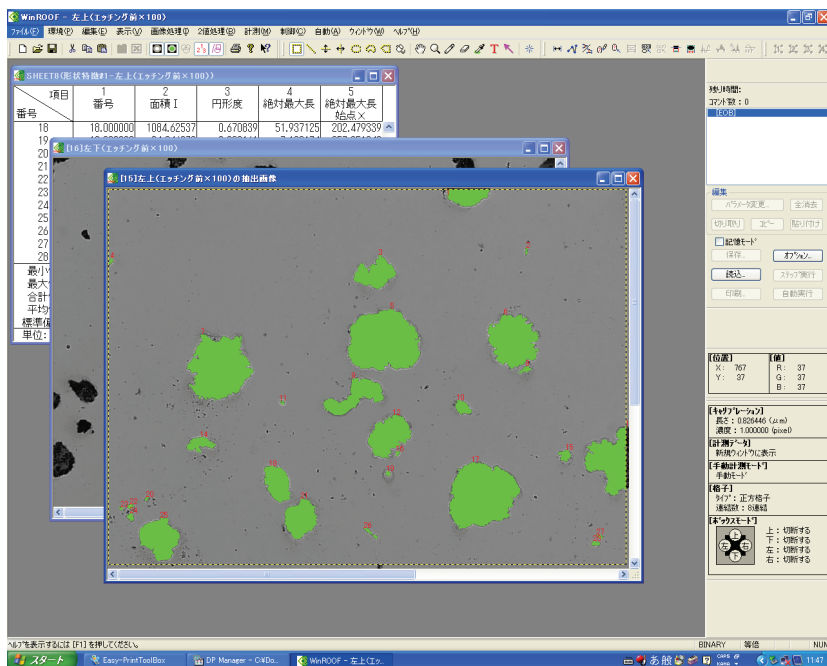 WinROOF - 左上(エッチング前×100)
ファイル(F) 環境(P) 編集(E) 表示(V) 画像処理(I) 2値処理(B) 計測(M) 制御(C) 自動(A) ウィンドウ(W) ヘルプ(H)
SHEET8(形状特徴#1-左上(エッチング前×100))
項目 1 2 3 4 5
番号 面積 I 円形度 絶対最大長 絶対最大長
番号 始点X
18 18.000000 1084.62537 0.670839 51.937125 202.479339
19
20
21
22
23
24
25
26
27
28
最大
合計
平均
標準偏
単位:
[16]左下(エッチング前×100)
[15]左上(エッチング前×100)の抽出画像
残り時間:
コマンド数 : 0
[EOB]
編集
パラメータ変更... 全消去
切り取り コピー 貼り付け
記憶モード
保存... オプション...
読込... ステップ実行
印刷... 自動実行
[位置] [値]
X: 767 R: 37
Y: 37 G: 37
B: 37
[キャリブレーション]
長さ : 0.826446 (μm)
濃度 : 1.000000 (pixel)
[計測データ]
新規ウィンドウに表示
[手動計測モード]
手動モード
[格子]
タイプ : 正方格子
連結数 : 8連結
[ボックスモード]
上 : 切断する
下 : 切断する
左 : 切断する
右 : 切断する
上
左 右
下
ヘルプを表示するには [F1] を押してください。
BINARY 等倍 NUM
スタート Easy-PrintToolBox DP Manager - C:¥Do... WinROOF - 左上(エッ...
あ 般 CAPS KANA 11:47